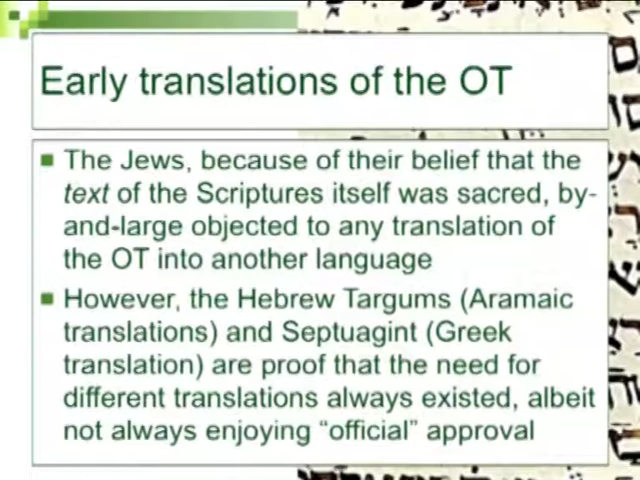 Early translations of the OT
The Jews, because of their belief that the
text of the Scriptures itself was sacred, by-
and-large objected to any translation of
the OT into another language
However, the Hebrew Targums (Aramaic
translations) and Septuagint (Greek
translation) are proof that the need for
different translations always existed, albeit
not always enjoying “official” approval